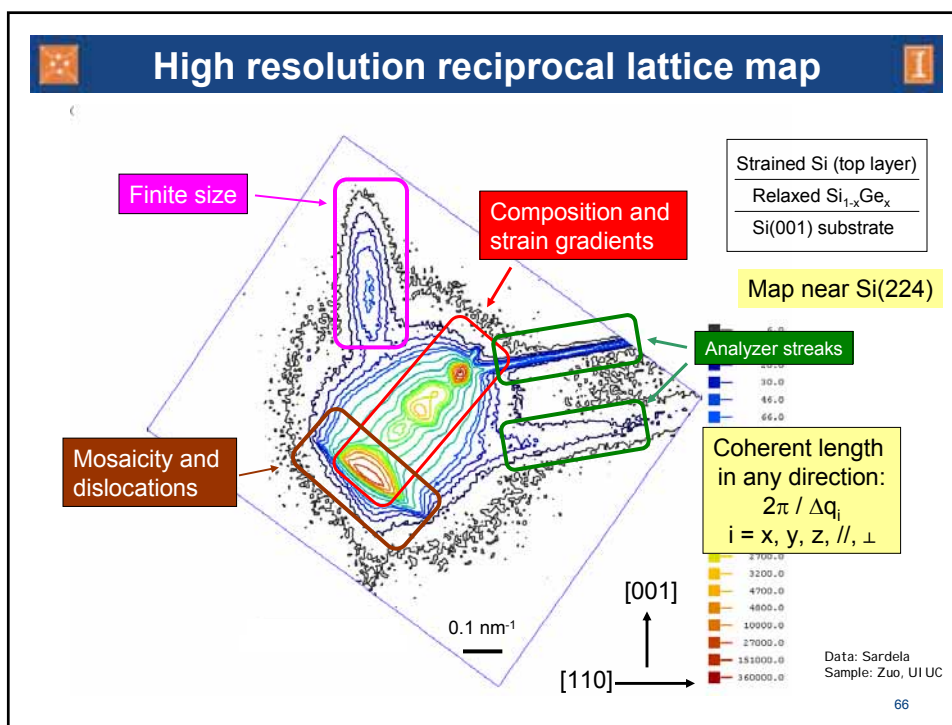 High resolution reciprocal lattice map
Finite size
Composition and
strain gradients
Strained Si (top layer)
Relaxed Si1-xGex
Si(001) substrate
Map near Si(224)
Analyzer streaks
30.0
46.0
66.0
Mosaicity and
dislocations
Coherent length
in any direction:
2π / Δqi
i = x, y, z, //, ⊥
2700.0
3200.0
4700.0
4800.0
10000.0
27000.0
151000.0
360000.0
[001]
0.1 nm-1
[110]
Data: Sardela
Sample: Zuo, UIUC
66